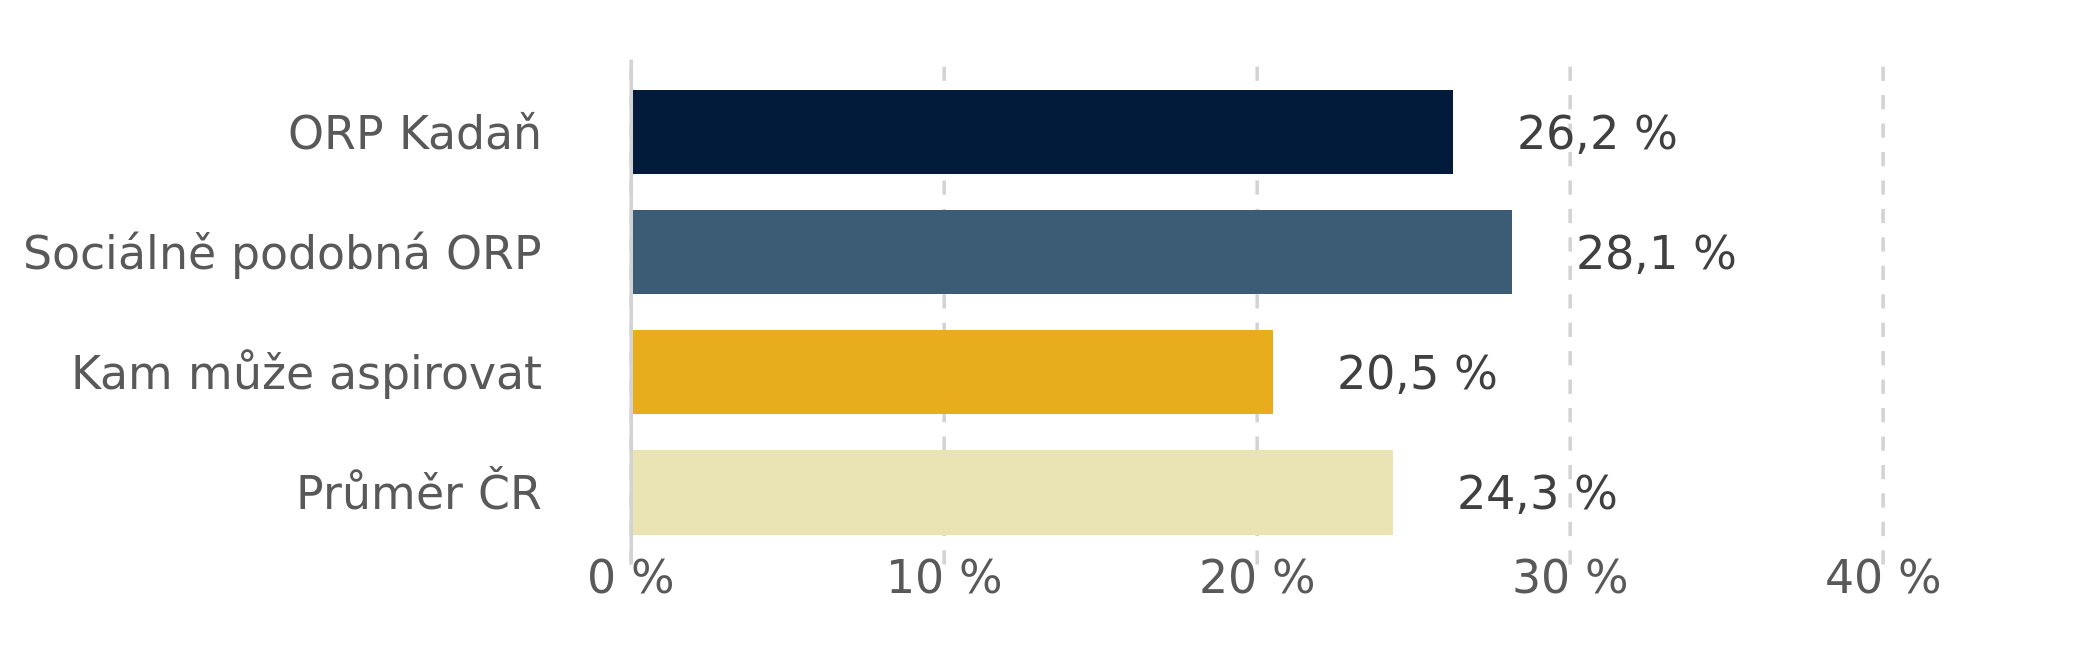 ORP Kadaň 26,2 %
Sociálně podobná ORP 28,1 %
Kam může aspirovat 20,5 %
Průměr ČR 24,3 %
0 % 10 % 20 % 30 % 40 %